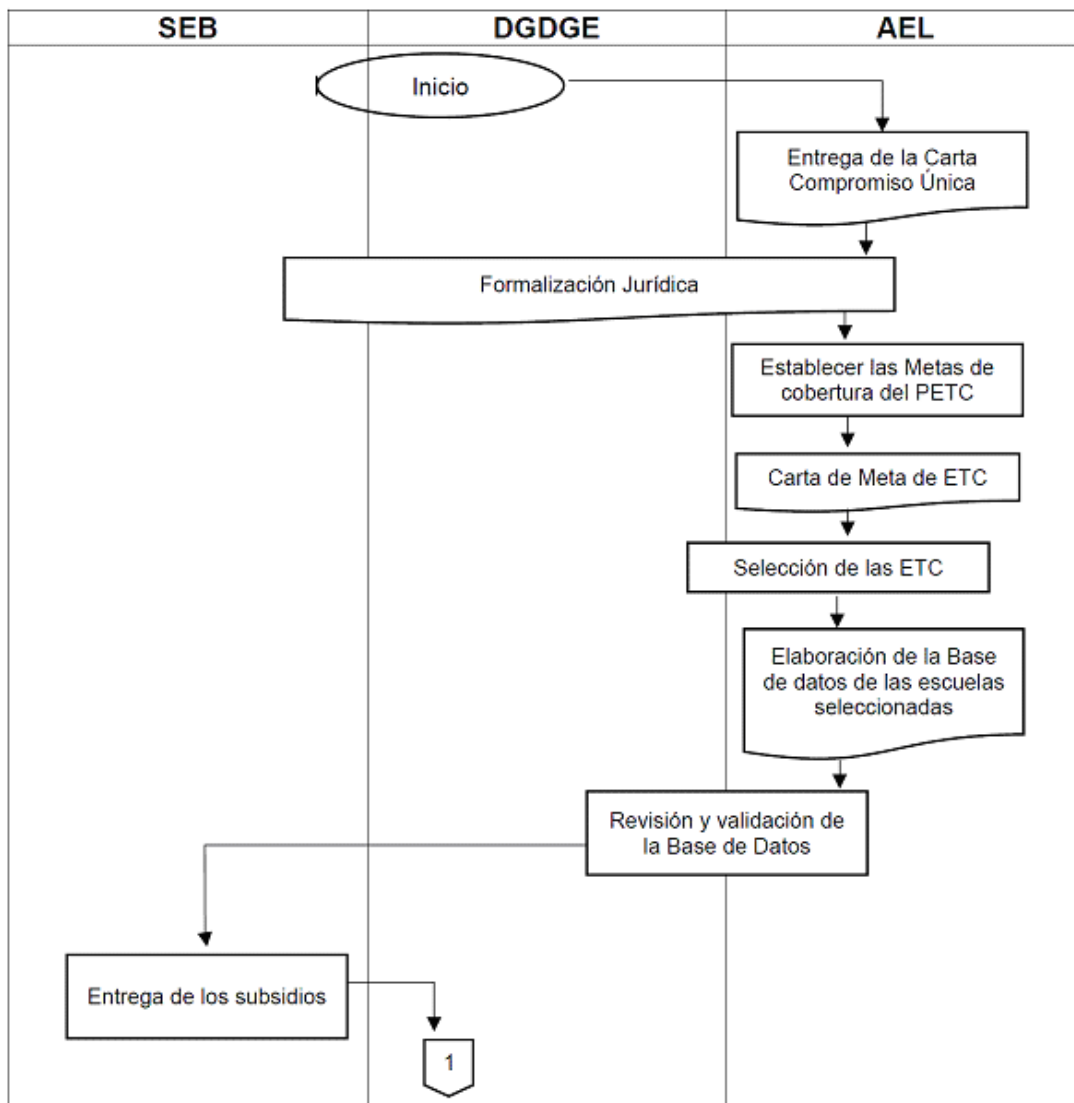 SEB DGDGE AEL
Inicio
Entrega de la Carta
Compromiso Única
Formalización Jurídica
Establecer las Metas de
cobertura del PETC
Carta de Meta de ETC
Selección de las ETC
Elaboración de la Base
de datos de las escuelas
seleccionadas
Revisión y validación de
la Base de Datos
Entrega de los subsidios
1